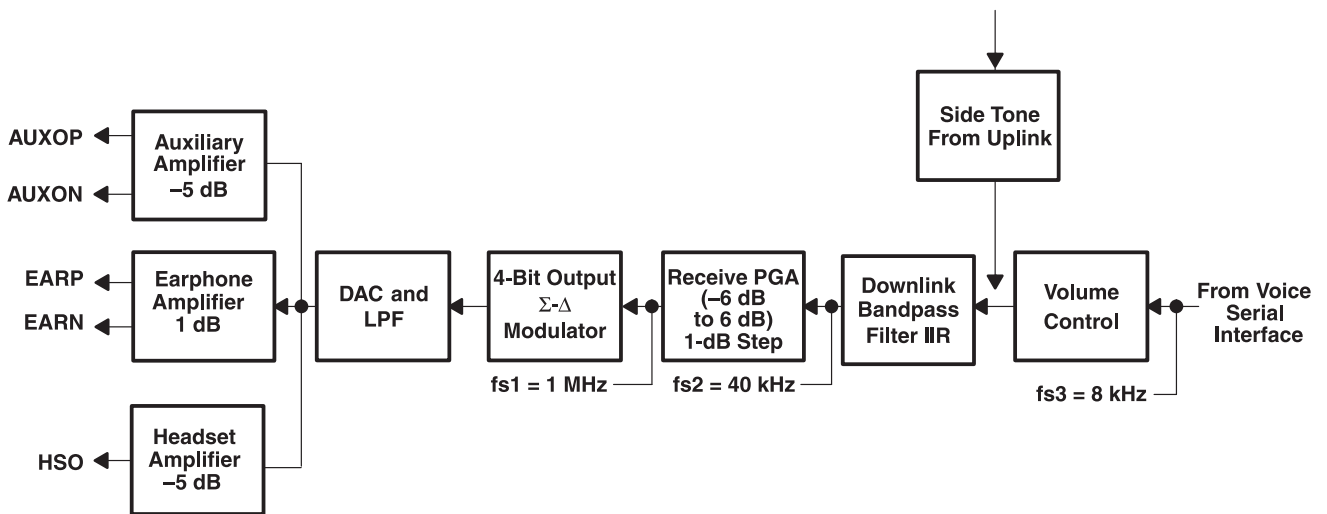 Side Tone
From Uplink
AUXOP
AUXON
Auxiliary
Amplifier
–5 dB
EARP
EARN
Earphone
Amplifier
1 dB
DAC and
LPF
4-Bit Output
Σ-Δ
Modulator
Receive PGA
(–6 dB
to 6 dB)
1-dB Step
Downlink
Bandpass
Filter IIR
Volume
Control
From Voice
Serial
Interface
fs1 = 1 MHz
fs2 = 40 kHz
fs3 = 8 kHz
HSO
Headset
Amplifier
–5 dB